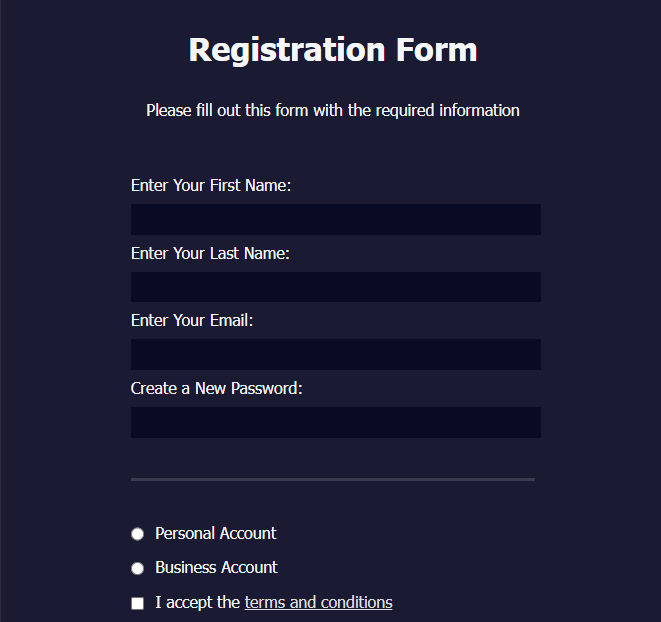 Registration Form
Please fill out this form with the required information
Enter Your First Name:
Enter Your Last Name:
Enter Your Email:
Create a New Password:
Personal Account
Business Account
I accept the terms and conditions